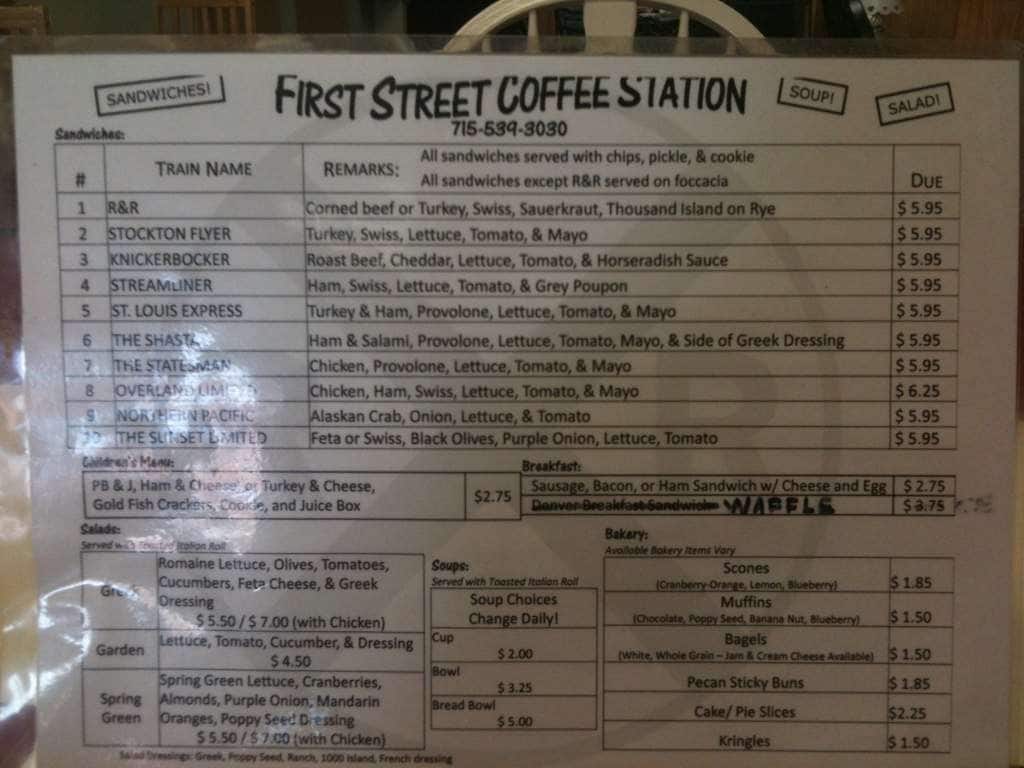 SANDWICHES!
FIRST STREET COFFEE STATION
SOUP!
SALAD!
715-539-3030
Sandwiches:
# TRAIN NAME REMARKS: All sandwiches served with chips, pickle, & cookie
All sandwiches except R&R served on foccacia DUE
1 R&R Corned beef or Turkey, Swiss, Sauerkraut, Thousand Island on Rye $ 5.95
2 STOCKTON FLYER Turkey, Swiss, Lettuce, Tomato, & Mayo $ 5.95
3 KNICKERBOCKER Roast Beef, Cheddar, Lettuce, Tomato, & Horseradish Sauce $ 5.95
4 STREAMLINER Ham, Swiss, Lettuce, Tomato, & Grey Poupon $ 5.95
5 ST. LOUIS EXPRESS Turkey & Ham, Provolone, Lettuce, Tomato, & Mayo $ 5.95
6 THE SHASTA Ham & Salami, Provolone, Lettuce, Tomato, Mayo, & Side of Greek Dressing $ 5.95
7 THE STATESMAN Chicken, Provolone, Lettuce, Tomato, & Mayo $ 5.95
8 OVERLAND LIMITED Chicken, Ham, Swiss, Lettuce, Tomato, & Mayo $ 6.25
9 NORTHERN PACIFIC Alaskan Crab, Onion, Lettuce, & Tomato $ 5.95
10 THE SUNSET LIMITED Feta or Swiss, Black Olives, Purple Onion, Lettuce, Tomato $ 5.95
Children's Menu:
PB & J, Ham & Cheese, or Turkey & Cheese,
Gold Fish Crackers, Cookie, and Juice Box
$2.75
Breakfast:
Sausage, Bacon, or Ham Sandwich w/ Cheese and Egg $ 2.75
Denver Breakfast Sandwich WAFFLE $ 3.75
Salads:
Served with Toasted Italian Roll
Greek
Romaine Lettuce, Olives, Tomatoes,
Cucumbers, Feta Cheese, & Greek
Dressing
$ 5.50 / $ 7.00 (with Chicken)
Garden
Lettuce, Tomato, Cucumber, & Dressing
$ 4.50
Spring
Green
Spring Green Lettuce, Cranberries,
Almonds, Purple Onion, Mandarin
Oranges, Poppy Seed Dressing
$ 5.50 / $ 7.00 (with Chicken)
Salad Dressings: Greek, Poppy Seed, Ranch, 1000 Island, French dressing
Soups:
Served with Toasted Italian Roll
Soup Choices
Change Daily!
Cup
$ 2.00
Bowl
$ 3.25
Bread Bowl
$ 5.00
Bakery:
Available Bakery Items Vary
Scones
(Cranberry-Orange, Lemon, Blueberry) $ 1.85
Muffins
(Chocolate, Poppy Seed, Banana Nut, Blueberry) $ 1.50
Bagels
(White, Whole Grain – Jam & Cream Cheese Available) $ 1.50
Pecan Sticky Buns $ 1.85
Cake/ Pie Slices $2.25
Kringles $ 1.50